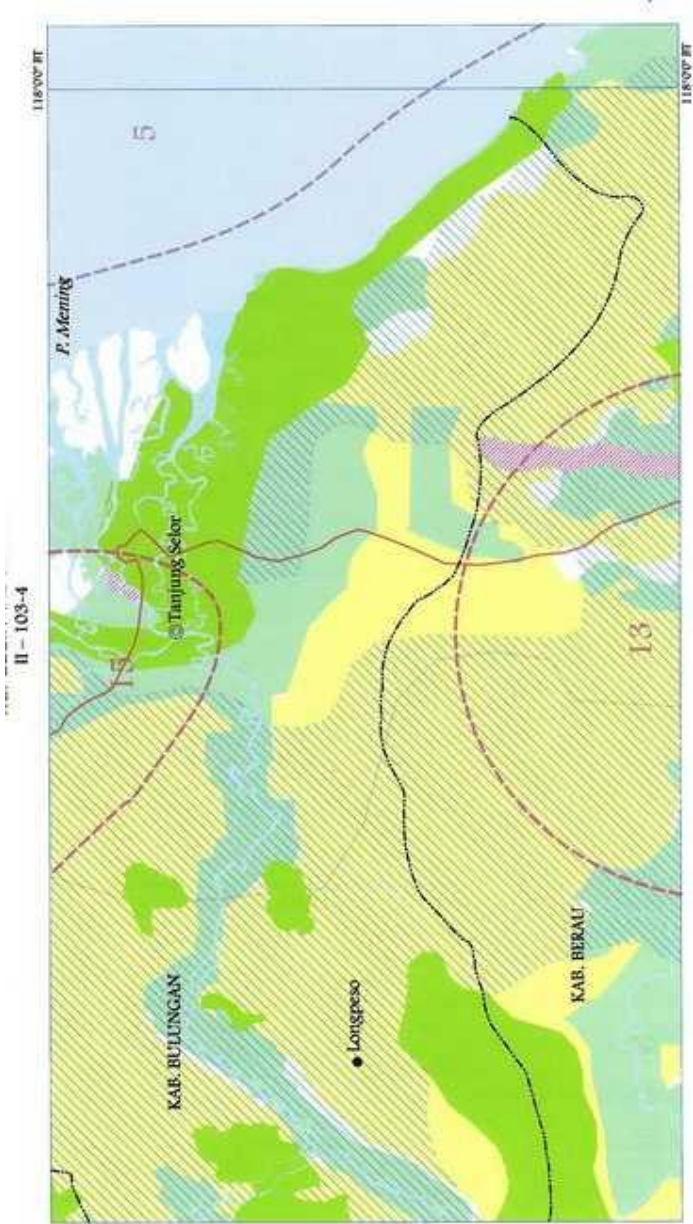 II – 103-4
118°00' BT
118°00' BT
P. Mening
5
Tanjung Selor
15
13
KAB. BULUNGAN
Longpeso
KAB. BERAU